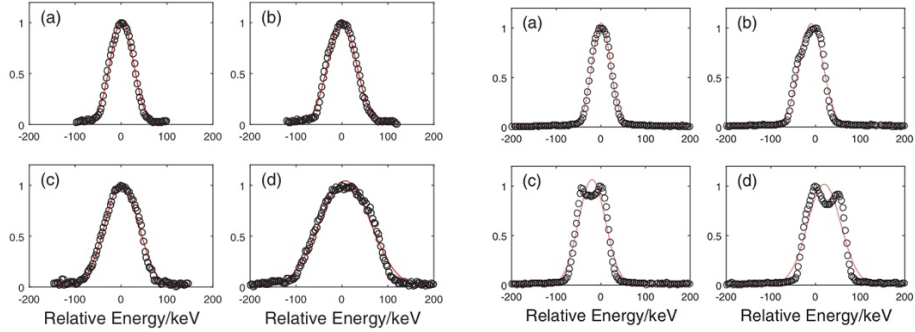 (a) (b) (a) (b)
1 1 1 1
0.5 0.5 0.5 0.5
0 0 0 0
-200 -100 0 100 200 -200 -100 0 100 200 -200 -100 0 100 200 -200 -100 0 100 200
(c) (d) (c) (d)
1 1 1 1
0.5 0.5 0.5 0.5
0 0 0 0
-200 -100 0 100 200 -200 -100 0 100 200 -200 -100 0 100 200 -200 -100 0 100 200
Relative Energy/keV Relative Energy/keV Relative Energy/keV Relative Energy/keV